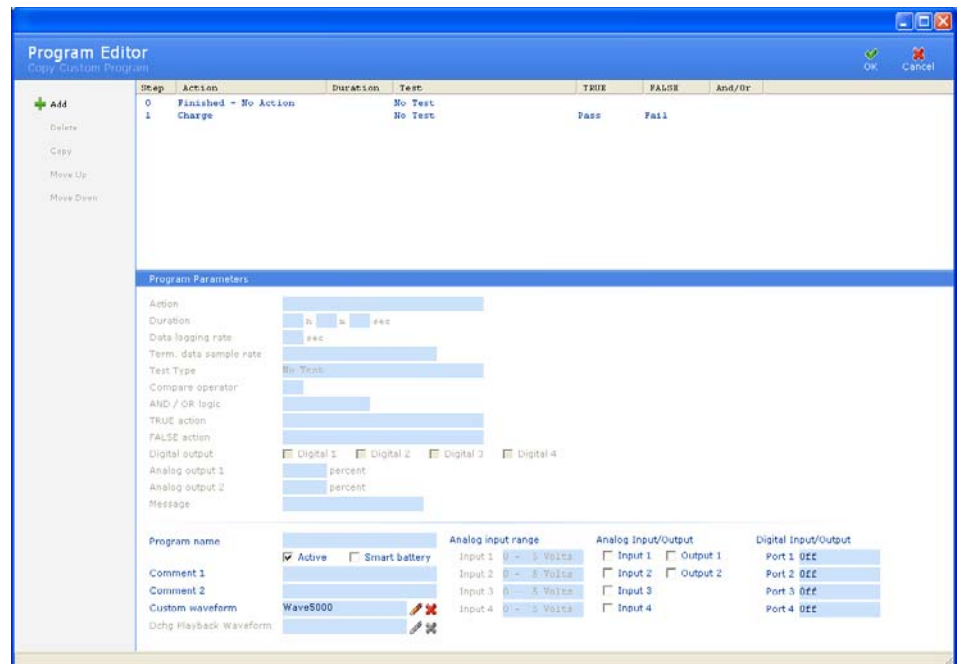 Program Editor
Copy Custom Program
OK Cancel
Add
Delete
Copy
Move Up
Move Down
Step Action Duration Test TRUE FALSE And/Or
0 Finished - No Action No Test
1 Charge No Test Pass Fail
Program Parameters
Action
Duration h m sec
Data logging rate sec
Term. data sample rate
Test Type No Test
Compare operator
AND / OR logic
TRUE action
FALSE action
Digital output Digital 1 Digital 2 Digital 3 Digital 4
Analog output 1 percent
Analog output 2 percent
Message
Program name Analog input range Analog Input/Output Digital Input/Output
Active Smart battery Input 1 0 - 5 Volts Input 1 Output 1 Port 1 Off
Comment 1 Input 2 0 - 5 Volts Input 2 Output 2 Port 2 Off
Comment 2 Input 3 0 - 5 Volts Input 3 Port 3 Off
Custom waveform Wave5000 Input 4 0 - 5 Volts Input 4 Port 4 Off
Dchg Playback Waveform